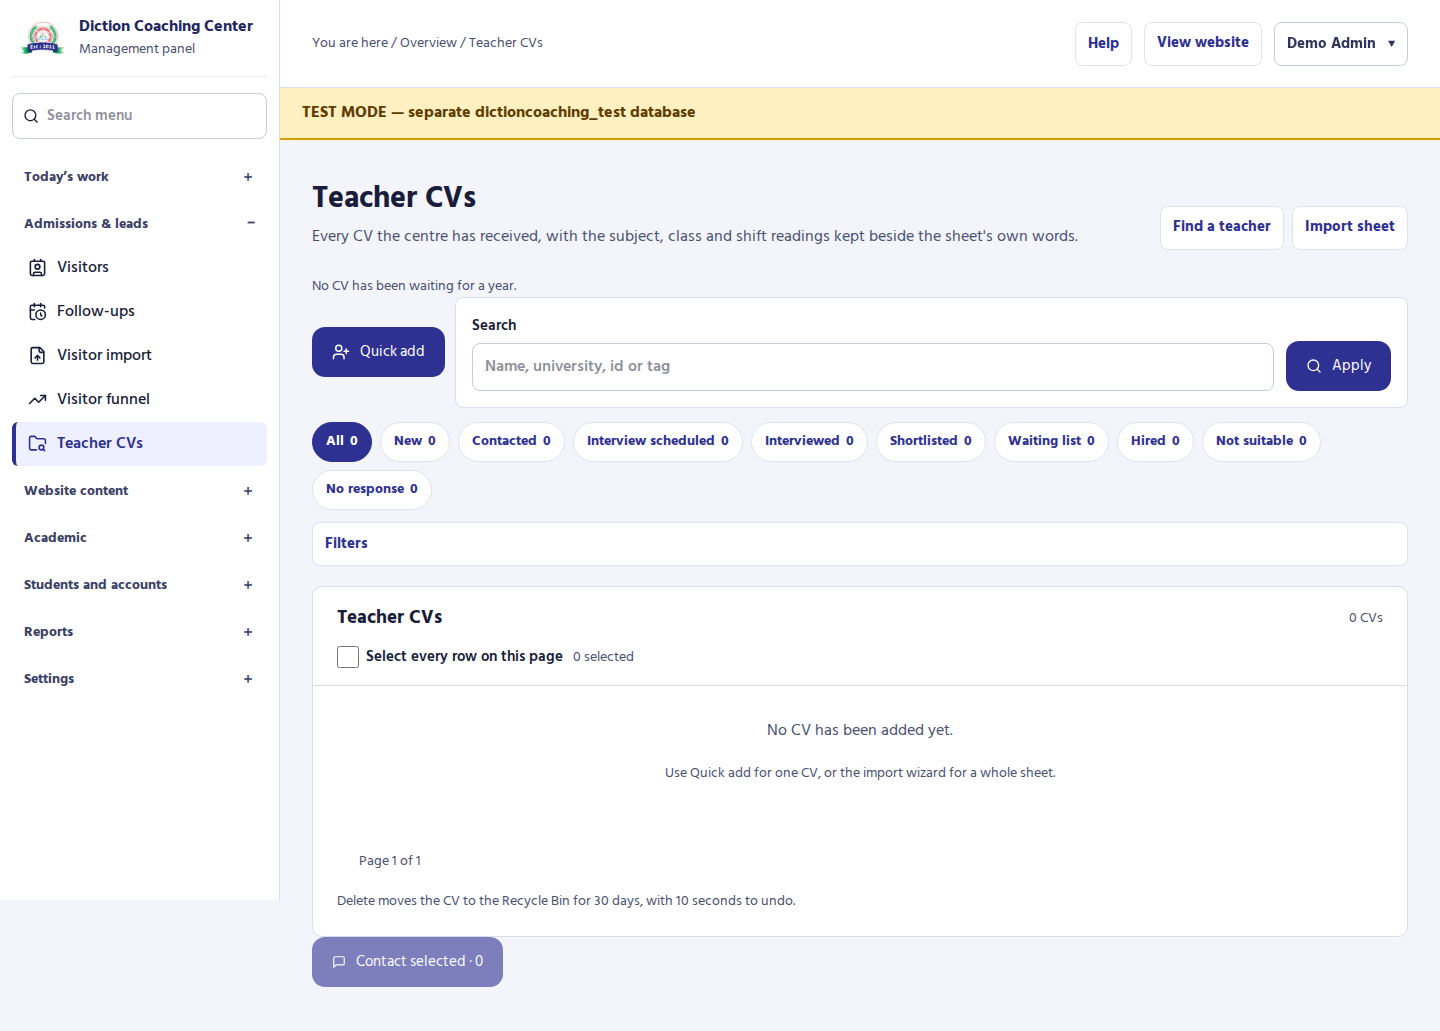 Diction Coaching Center
Management panel
Est : 2011
Search menu
Today's work +
Admissions & leads −
Visitors
Follow-ups
Visitor import
Visitor funnel
Teacher CVs
Website content +
Academic +
Students and accounts +
Reports +
Settings +
You are here / Overview / Teacher CVs
Help
View website
Demo Admin ▾
TEST MODE — separate dictioncoaching_test database
Teacher CVs
Every CV the centre has received, with the subject, class and shift readings kept beside the sheet's own words.
Find a teacher
Import sheet
No CV has been waiting for a year.
Quick add
Search
Name, university, id or tag
Apply
All 0
New 0
Contacted 0
Interview scheduled 0
Interviewed 0
Shortlisted 0
Waiting list 0
Hired 0
Not suitable 0
No response 0
Filters
Teacher CVs
0 CVs
Select every row on this page 0 selected
No CV has been added yet.
Use Quick add for one CV, or the import wizard for a whole sheet.
Page 1 of 1
Delete moves the CV to the Recycle Bin for 30 days, with 10 seconds to undo.
Contact selected · 0